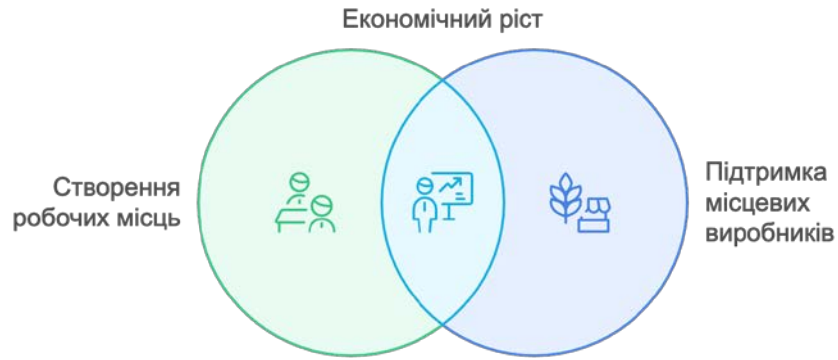 Економічний ріст
Створення
робочих місць
Підтримка
місцевих
виробників